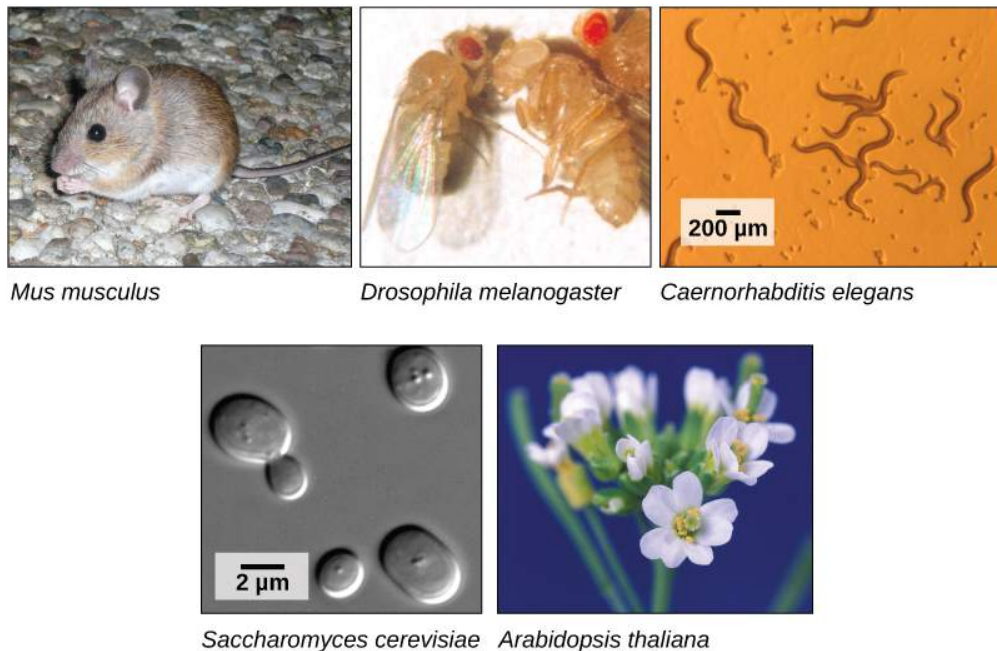 200 µm
Mus musculus
Drosophila melanogaster
Caernorhabditis elegans
2 µm
Saccharomyces cerevisiae
Arabidopsis thaliana